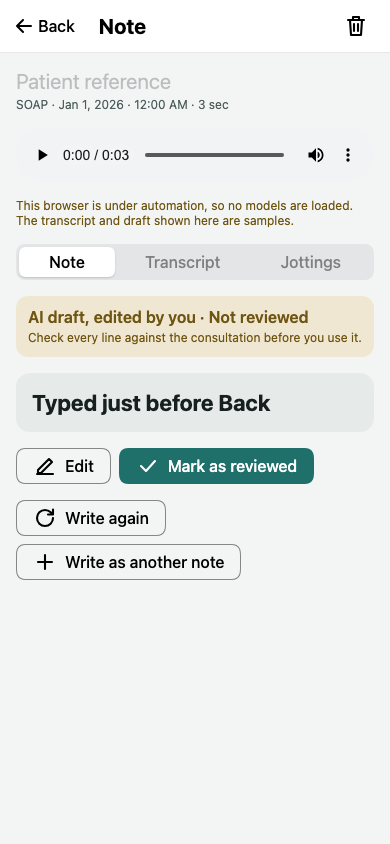 Back Note
Patient reference
SOAP · Jan 1, 2026 · 12:00 AM · 3 sec
0:00 / 0:03
This browser is under automation, so no models are loaded.
The transcript and draft shown here are samples.
Note Transcript Jottings
AI draft, edited by you · Not reviewed
Check every line against the consultation before you use it.
Typed just before Back
Edit Mark as reviewed
Write again
Write as another note